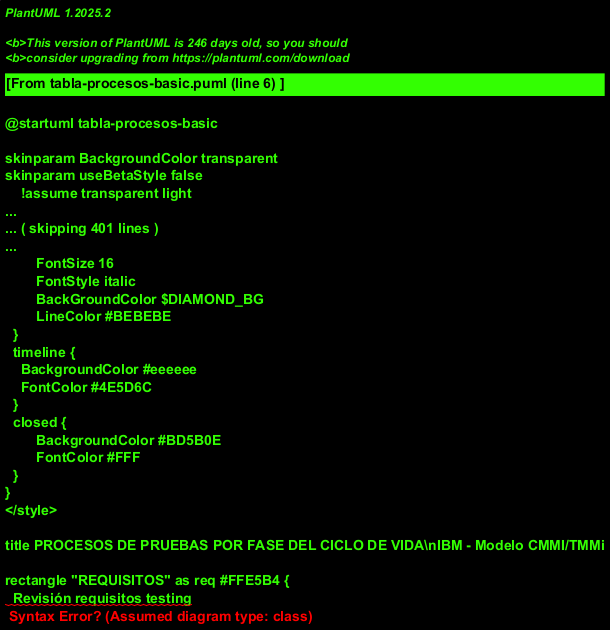 PlantUML 1.2025.2
<b>This version of PlantUML is 246 days old, so you should
<b>consider upgrading from https://plantuml.com/download
[From tabla-procesos-basic.puml (line 6) ]
@startuml tabla-procesos-basic
skinparam BackgroundColor transparent
skinparam useBetaStyle false
!assume transparent light
...
... ( skipping 401 lines )
...
FontSize 16
FontStyle italic
BackGroundColor $DIAMOND_BG
LineColor #BEBEBE
}
timeline {
BackgroundColor #eeeeee
FontColor #4E5D6C
}
closed {
BackgroundColor #BD5B0E
FontColor #FFF
}
}
</style>
title PROCESOS DE PRUEBAS POR FASE DEL CICLO DE VIDA\nIBM - Modelo CMMI/TMMi
rectangle "REQUISITOS" as req #FFE5B4 {
Revisión requisitos testing
Syntax Error? (Assumed diagram type: class)